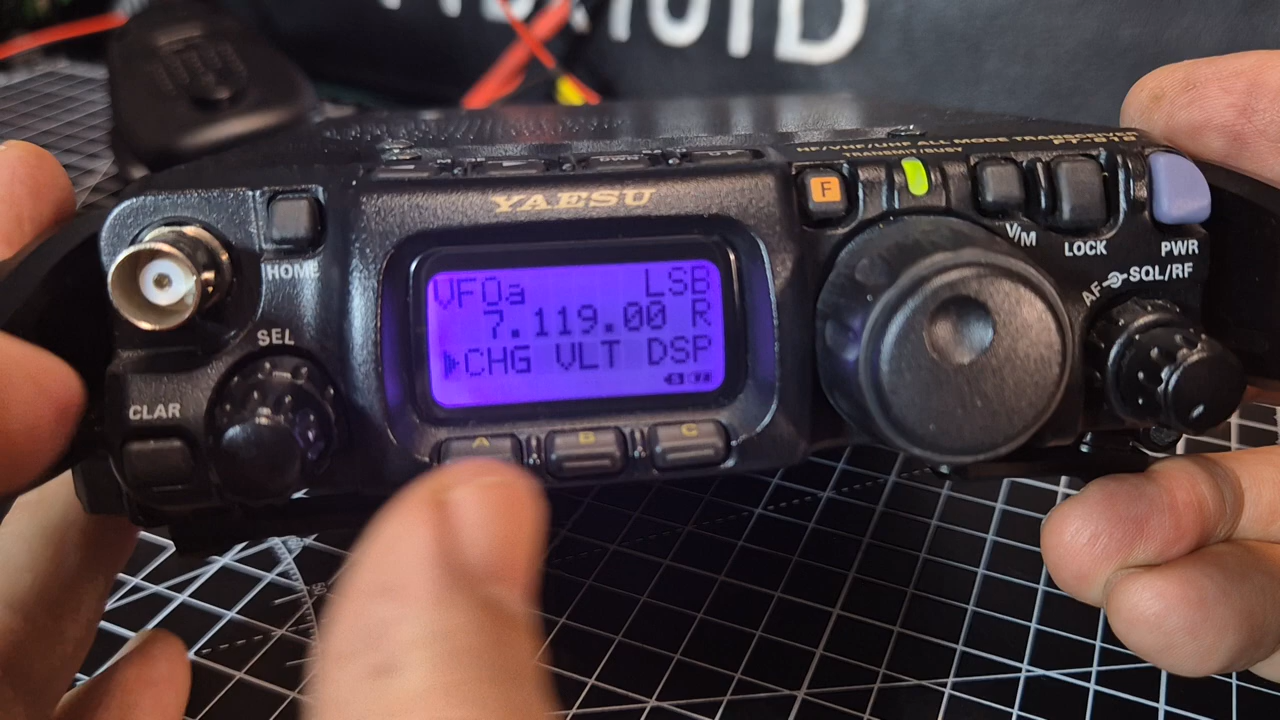 HF/VHF/UHF ALL MODE TRANSCEIVER
YAESU
F
HOME
V/M
LOCK
PWR
AF
SQL/RF
SEL
CLAR
VFOa LSB
7.119.00 R
CHG VLT DSP
A
B
C